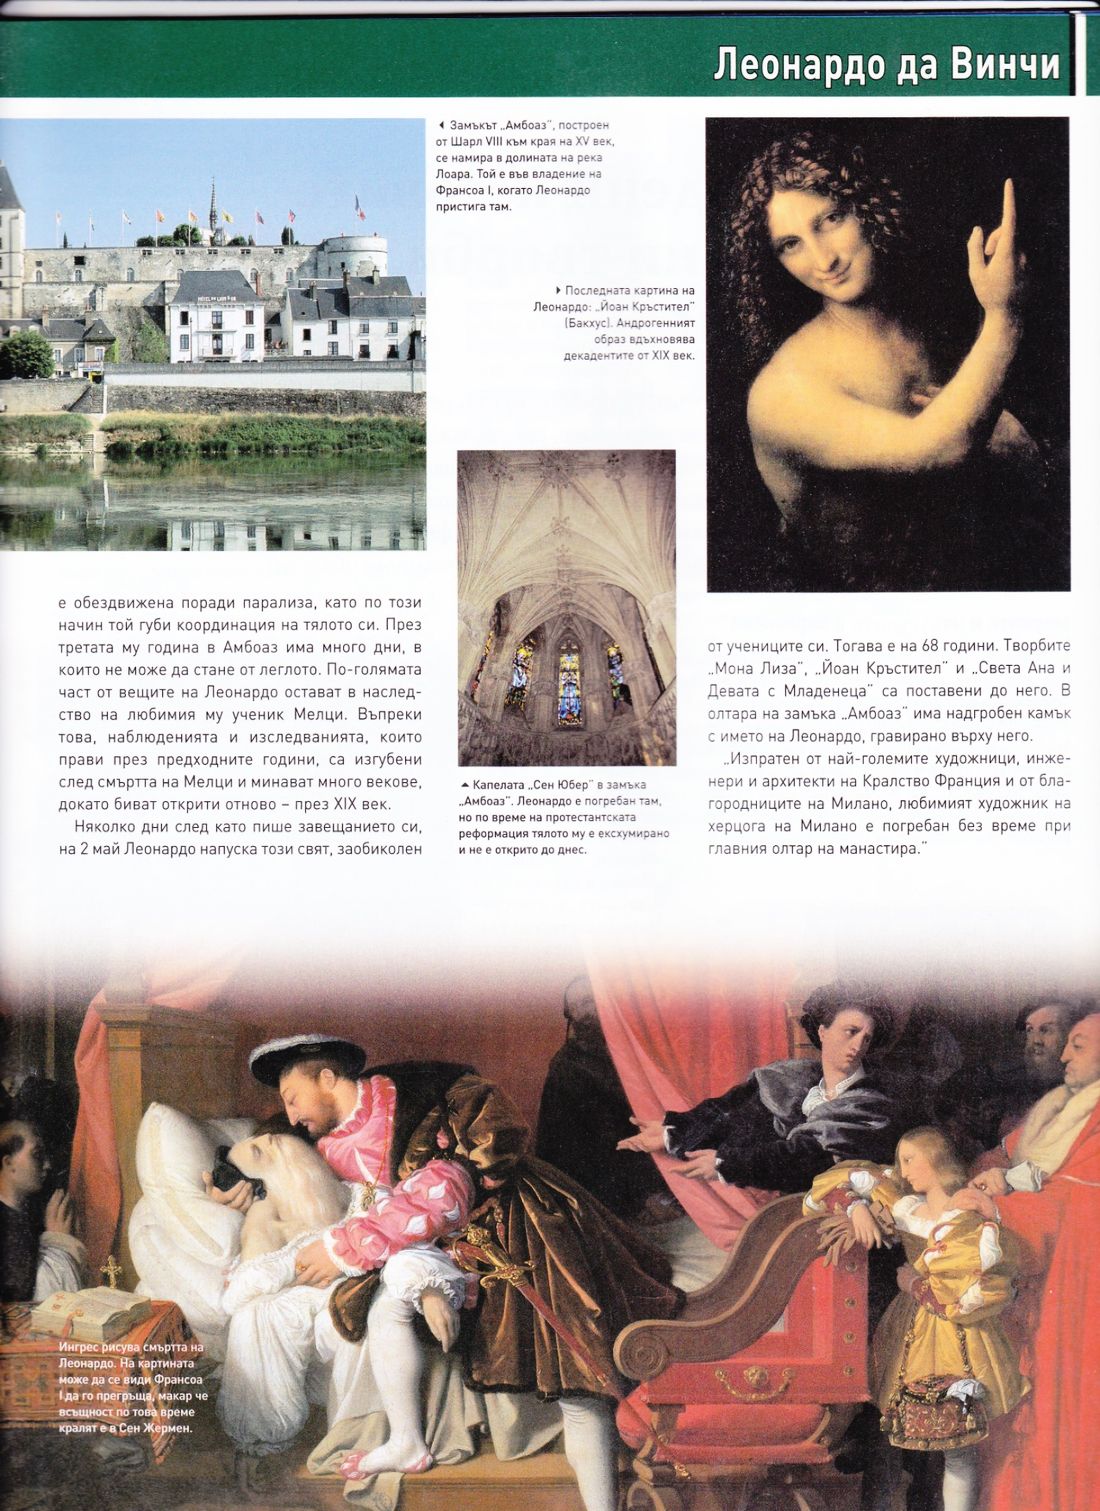 Леонардо да Винчи
Замъкът „Амбоаз“, построен
от Шарл VIII към края на XV век,
се намира в долината на река
Лоара. Той е във владение на
Франсоа I, когато Леонардо
пристига там.
Последната картина на
Леонардо: „Йоан Кръстител“
(Бакхус). Андрогенният
образ вдъхновява
декадентите от XIX век.
е обездвижена поради парализа, като по този
начин той губи координация на тялото си. През
третата му година в Амбоаз има много дни, в
които не може да стане от леглото. По-голямата
част от вещите на Леонардо остават в наслед-
ство на любимия му ученик Мелци. Въпреки
това, наблюденията и изследванията, които
прави през предходните години, са изгубени
след смъртта на Мелци и минават много векове,
докато биват открити отново – през XIX век.
Няколко дни след като пише завещанието си,
на 2 май Леонардо напуска този свят, заобиколен
Капелата „Сен Юбер“ в замъка
„Амбоаз“. Леонардо е погребан там,
но по време на протестантската
реформация тялото му е ексхумирано
и не е открито до днес.
от учениците си. Тогава е на 68 години. Творбите
„Мона Лиза“, „Йоан Кръстител“ и „Света Ана и
Девата с Младенеца“ са поставени до него. В
олтара на замъка „Амбоаз“ има надгробен камък
с името на Леонардо, гравирано върху него.
„Изпратен от най-големите художници, инже-
нери и архитекти на Кралство Франция и от бла-
городниците на Милано, любимият художник на
херцога на Милано е погребан без време при
главния олтар на манастира.“
Ингрес рисува смъртта на
Леонардо. На картината
може да се види Франсоа
I да го прегръща, макар че
всъщност по това време
кралят е в Сен Жермен.